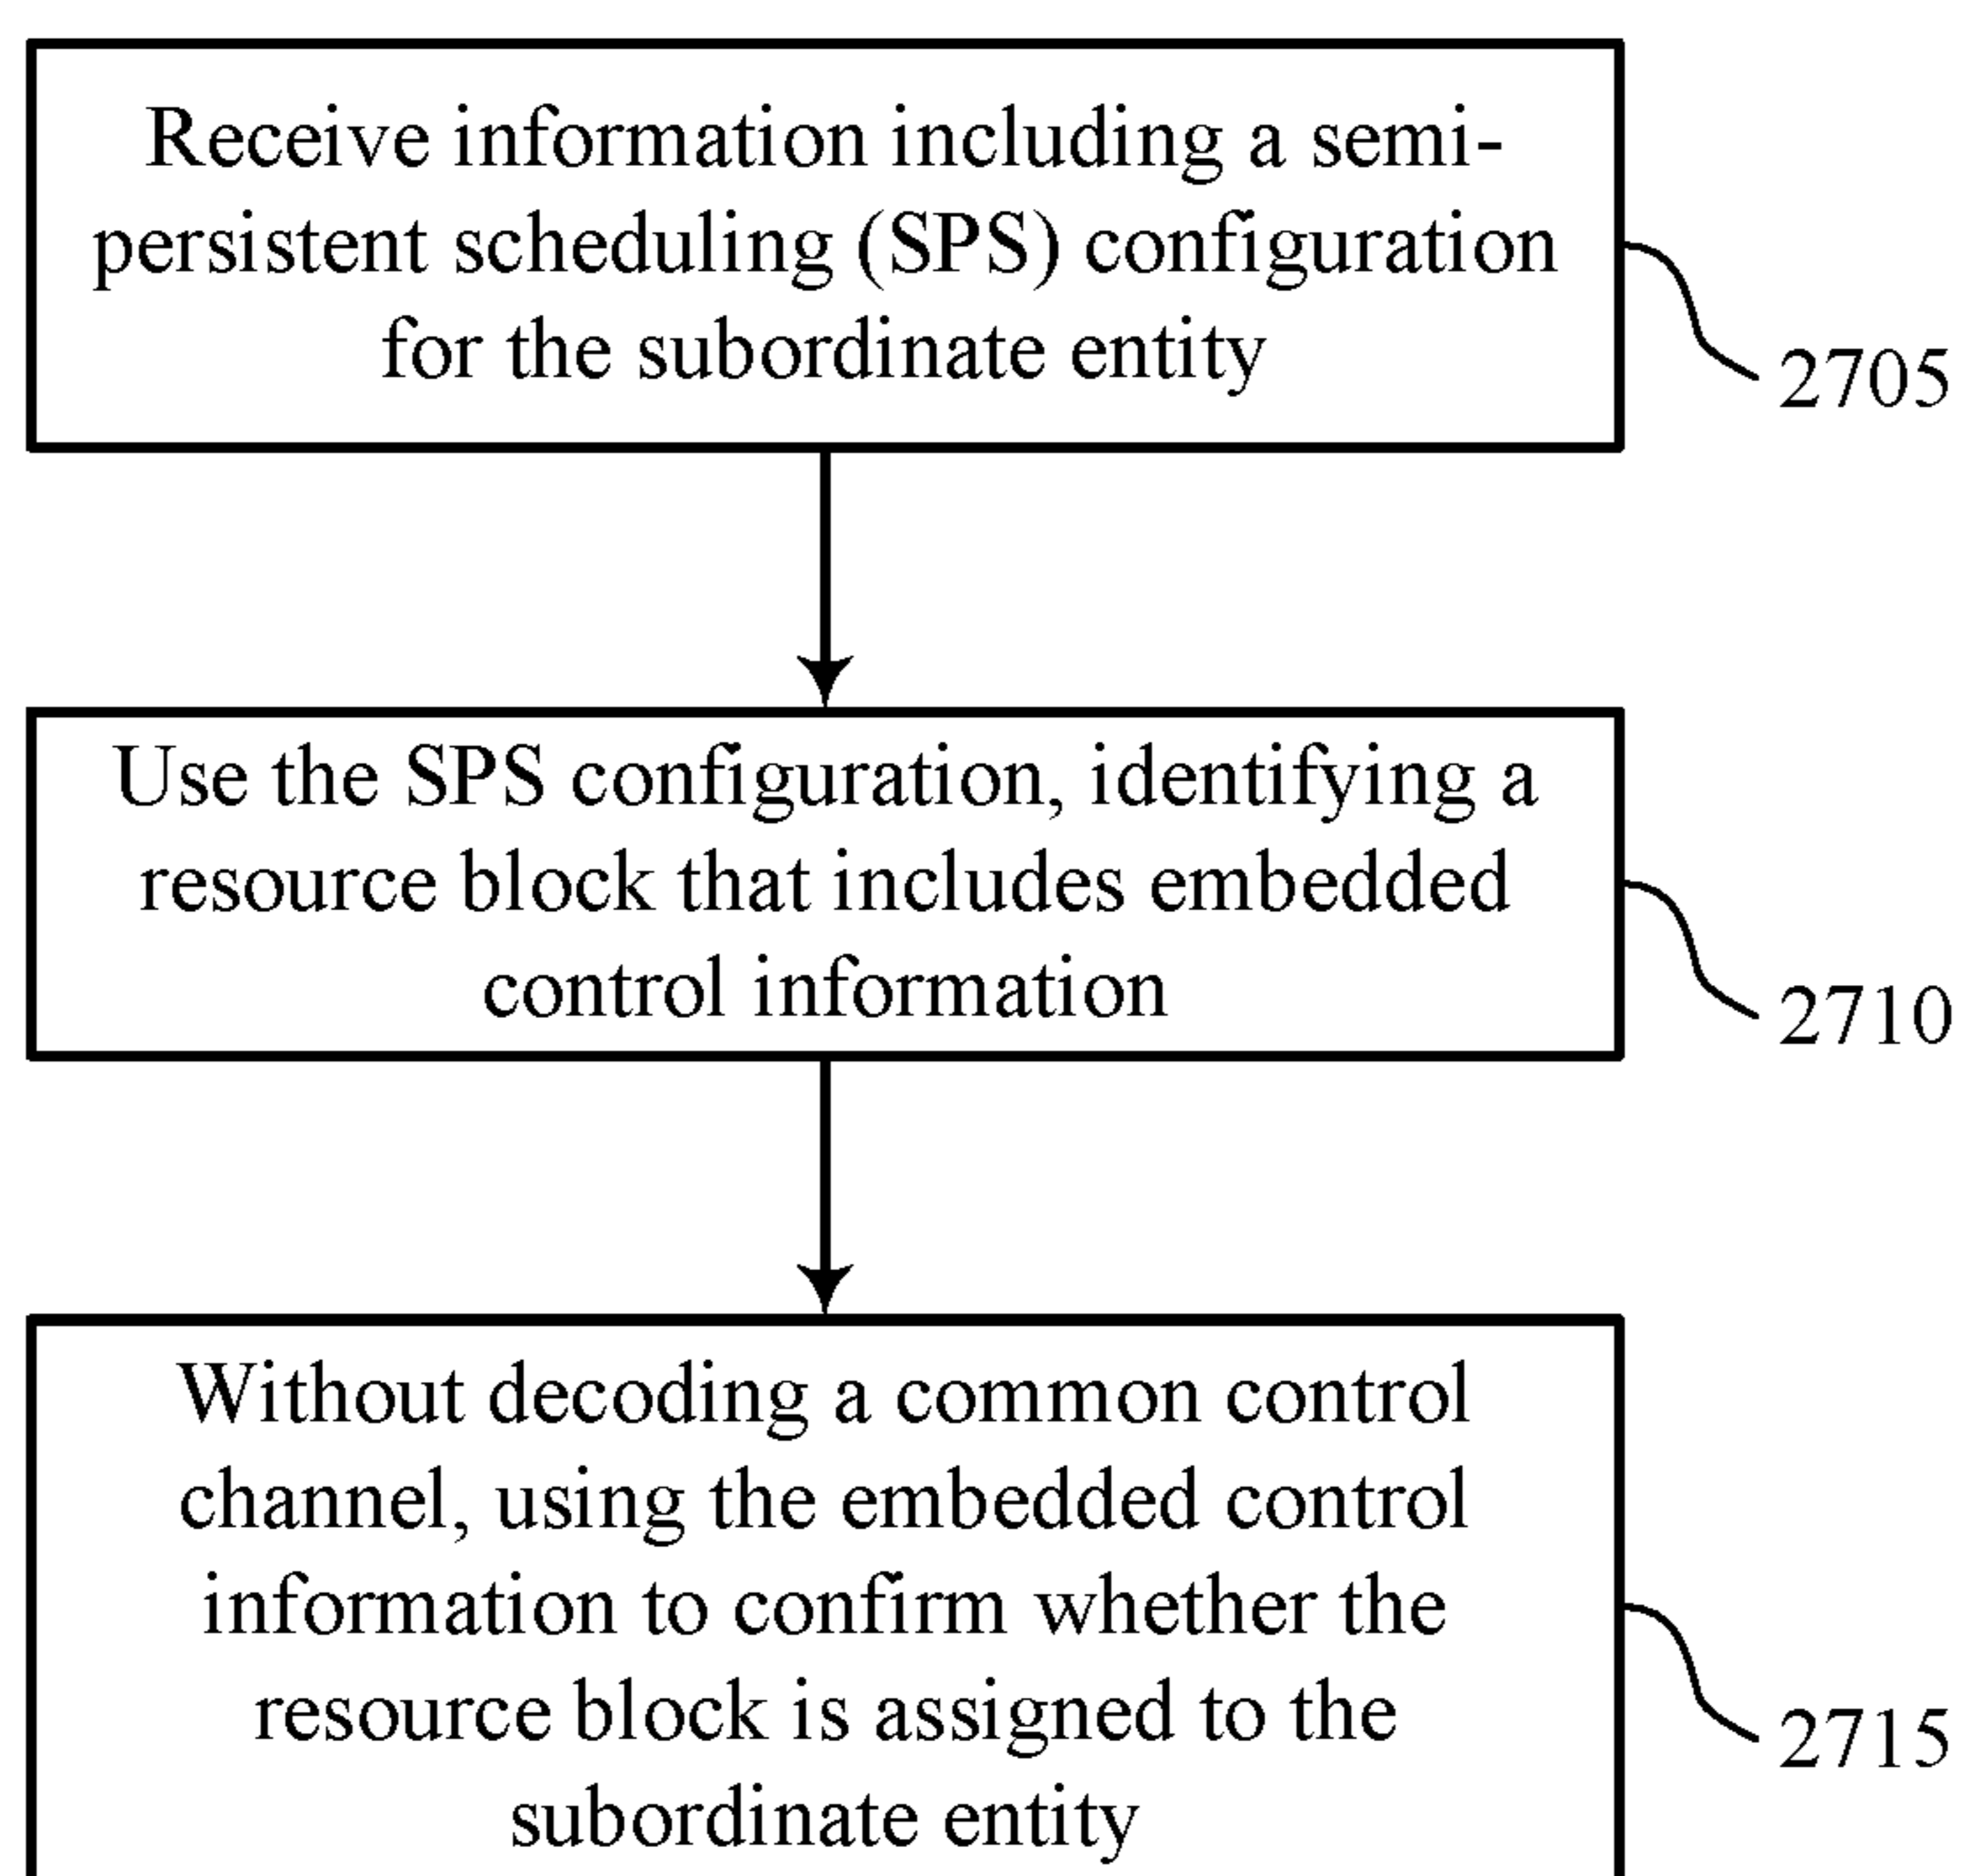 Receive information including a semi-
persistent scheduling (SPS) configuration
for the subordinate entity
2705
Use the SPS configuration, identifying a
resource block that includes embedded
control information
2710
Without decoding a common control
channel, using the embedded control
information to confirm whether the
resource block is assigned to the
subordinate entity
2715